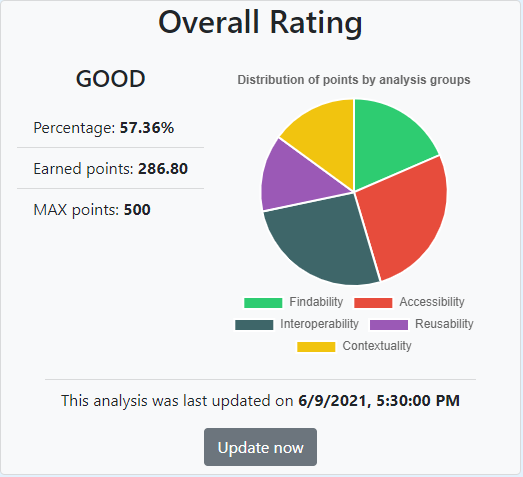 Overall Rating
GOOD
Percentage: 57.36%
Earned points: 286.80
MAX points: 500
Distribution of points by analysis groups
Findability Accessibility
Interoperability Reusability
Contextuality
This analysis was last updated on 6/9/2021, 5:30:00 PM
Update now